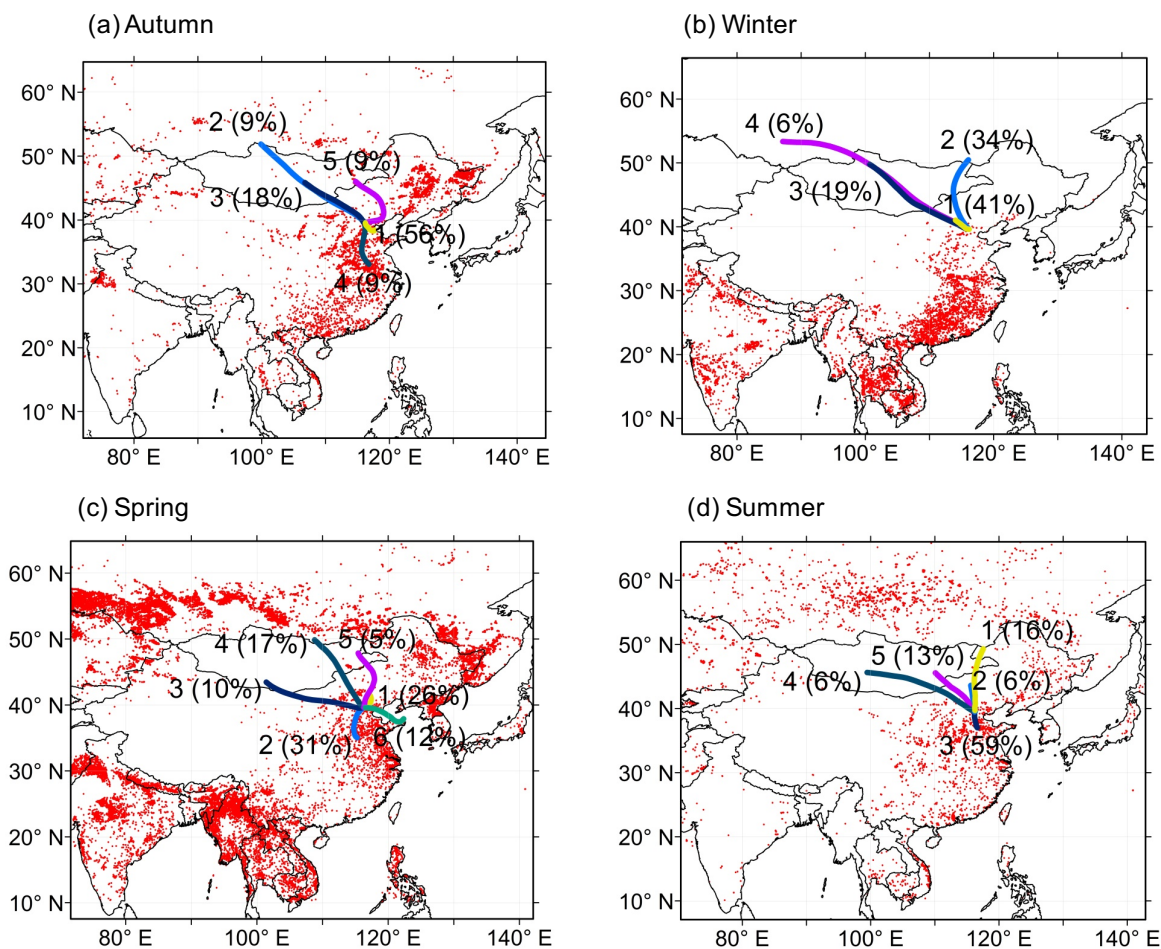 (a) Autumn
60° N
50° N
40° N
30° N
20° N
10° N
80° E
100° E
120° E
140° E
2 (9%)
5 (9%)
3 (18%)
1 (56%)
4 (9%)
(b) Winter
60° N
50° N
40° N
30° N
20° N
10° N
80° E
100° E
120° E
140° E
4 (6%)
2 (34%)
3 (19%)
1 (41%)
(c) Spring
60° N
50° N
40° N
30° N
20° N
10° N
80° E
100° E
120° E
140° E
4 (17%)
5 (5%)
3 (10%)
1 (26%)
2 (31%)
6 (12%)
(d) Summer
60° N
50° N
40° N
30° N
20° N
10° N
80° E
100° E
120° E
140° E
1 (16%)
5 (13%)
4 (6%)
2 (6%)
3 (59%)